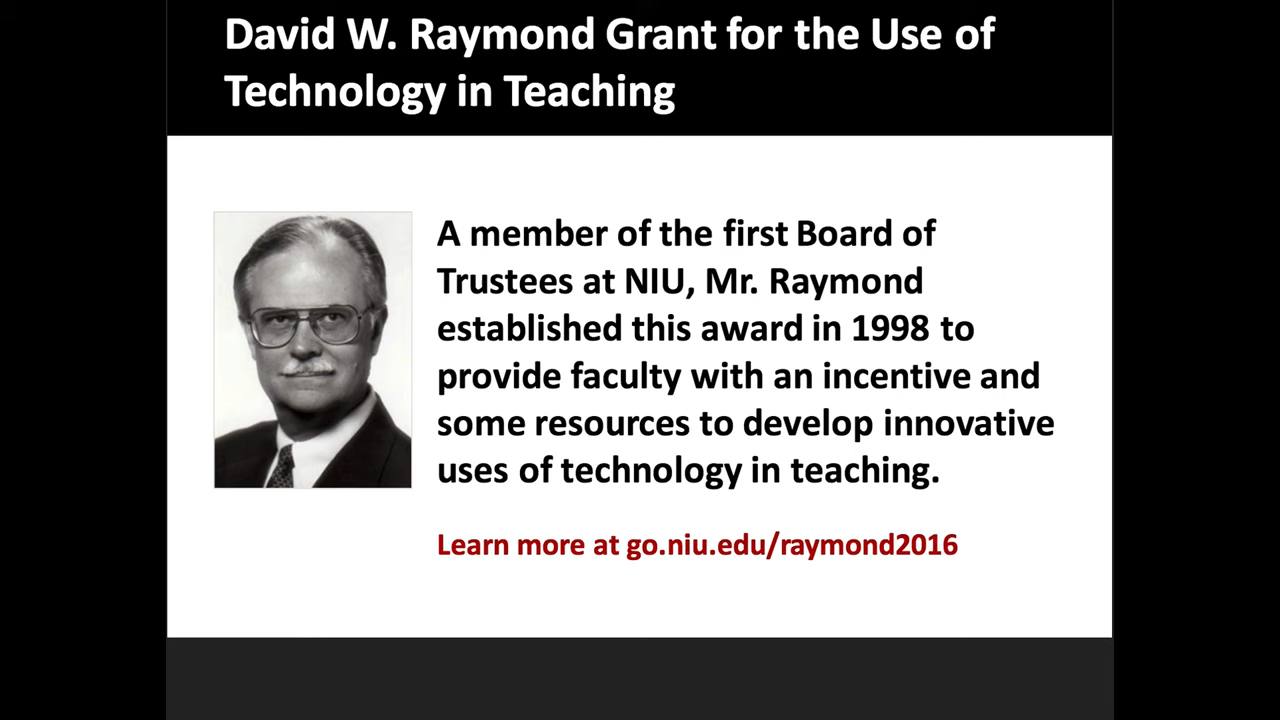 David W. Raymond Grant for the Use of
Technology in Teaching
A member of the first Board of
Trustees at NIU, Mr. Raymond
established this award in 1998 to
provide faculty with an incentive and
some resources to develop innovative
uses of technology in teaching.
Learn more at go.niu.edu/raymond2016